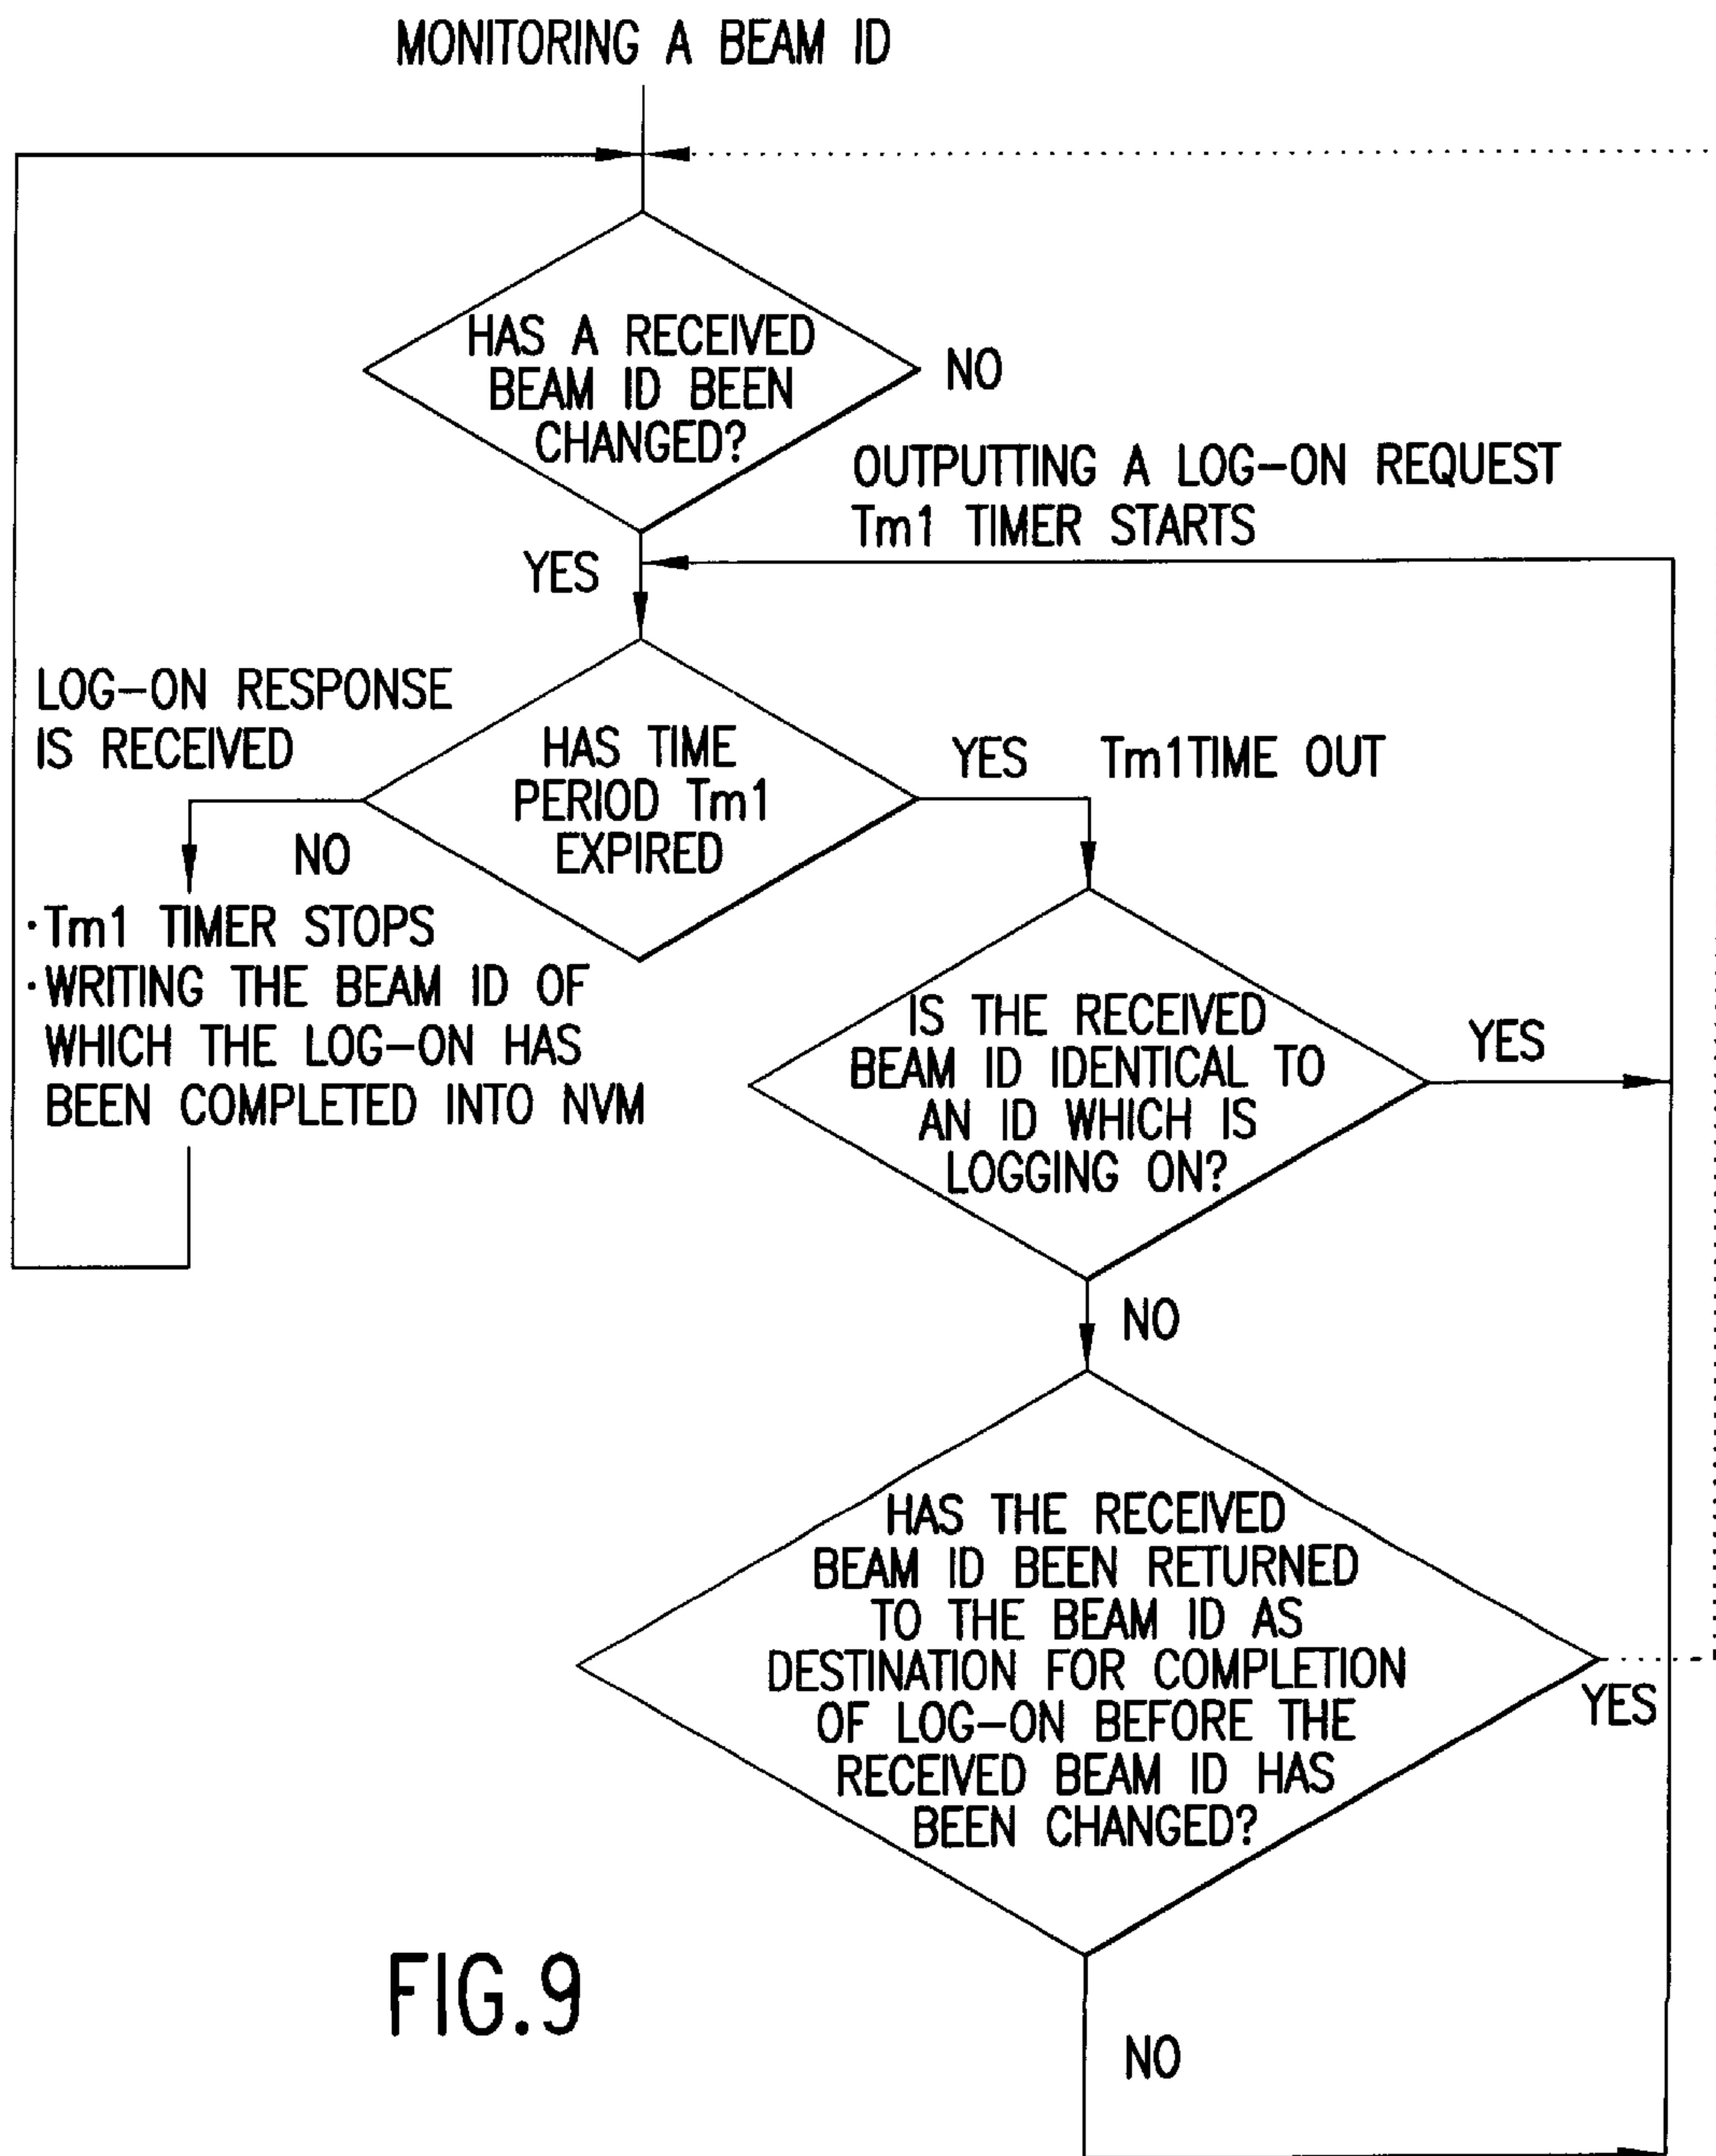 MONITORING A BEAM ID
HAS A RECEIVED
BEAM ID BEEN
CHANGED?
NO
OUTPUTTING A LOG-ON REQUEST
Tm1 TIMER STARTS
YES
LOG-ON RESPONSE
IS RECEIVED
HAS TIME
PERIOD Tm1
EXPIRED
YES Tm1TIME OUT
NO
·Tm1 TIMER STOPS
·WRITING THE BEAM ID OF
WHICH THE LOG-ON HAS
BEEN COMPLETED INTO NVM
IS THE RECEIVED
BEAM ID IDENTICAL TO
AN ID WHICH IS
LOGGING ON?
YES
NO
HAS THE RECEIVED
BEAM ID BEEN RETURNED
TO THE BEAM ID AS
DESTINATION FOR COMPLETION
OF LOG-ON BEFORE THE
RECEIVED BEAM ID HAS
BEEN CHANGED?
YES
NO
FIG.9